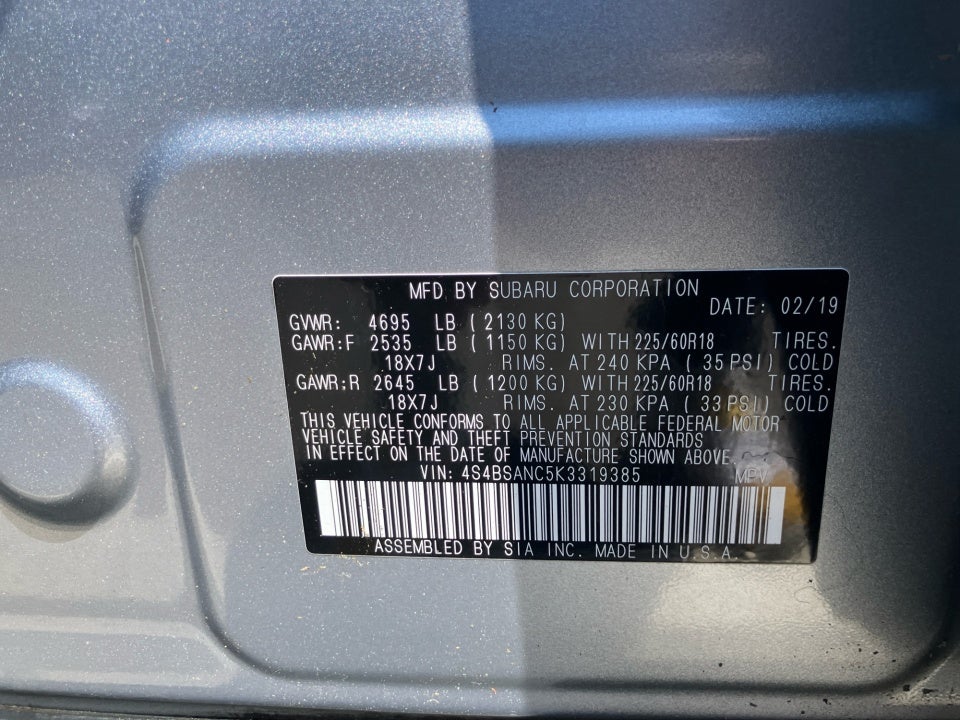 MFD BY SUBARU CORPORATION
DATE: 02/19
GVWR: 4695 LB ( 2130 KG)
GAWR:F 2535 LB ( 1150 KG) WITH 225/60R18 TIRES.
18X7J RIMS. AT 240 KPA ( 35 PSI) COLD
GAWR:R 2645 LB ( 1200 KG) WITH 225/60R18 TIRES.
18X7J RIMS. AT 230 KPA ( 33 PSI) COLD
THIS VEHICLE CONFORMS TO ALL APPLICABLE FEDERAL MOTOR
VEHICLE SAFETY AND THEFT PREVENTION STANDARDS
IN EFFECT ON THE DATE OF MANUFACTURE SHOWN ABOVE.
VIN: 4S4BSANC5K3319385 MPV
ASSEMBLED BY SIA INC. MADE IN U.S.A.